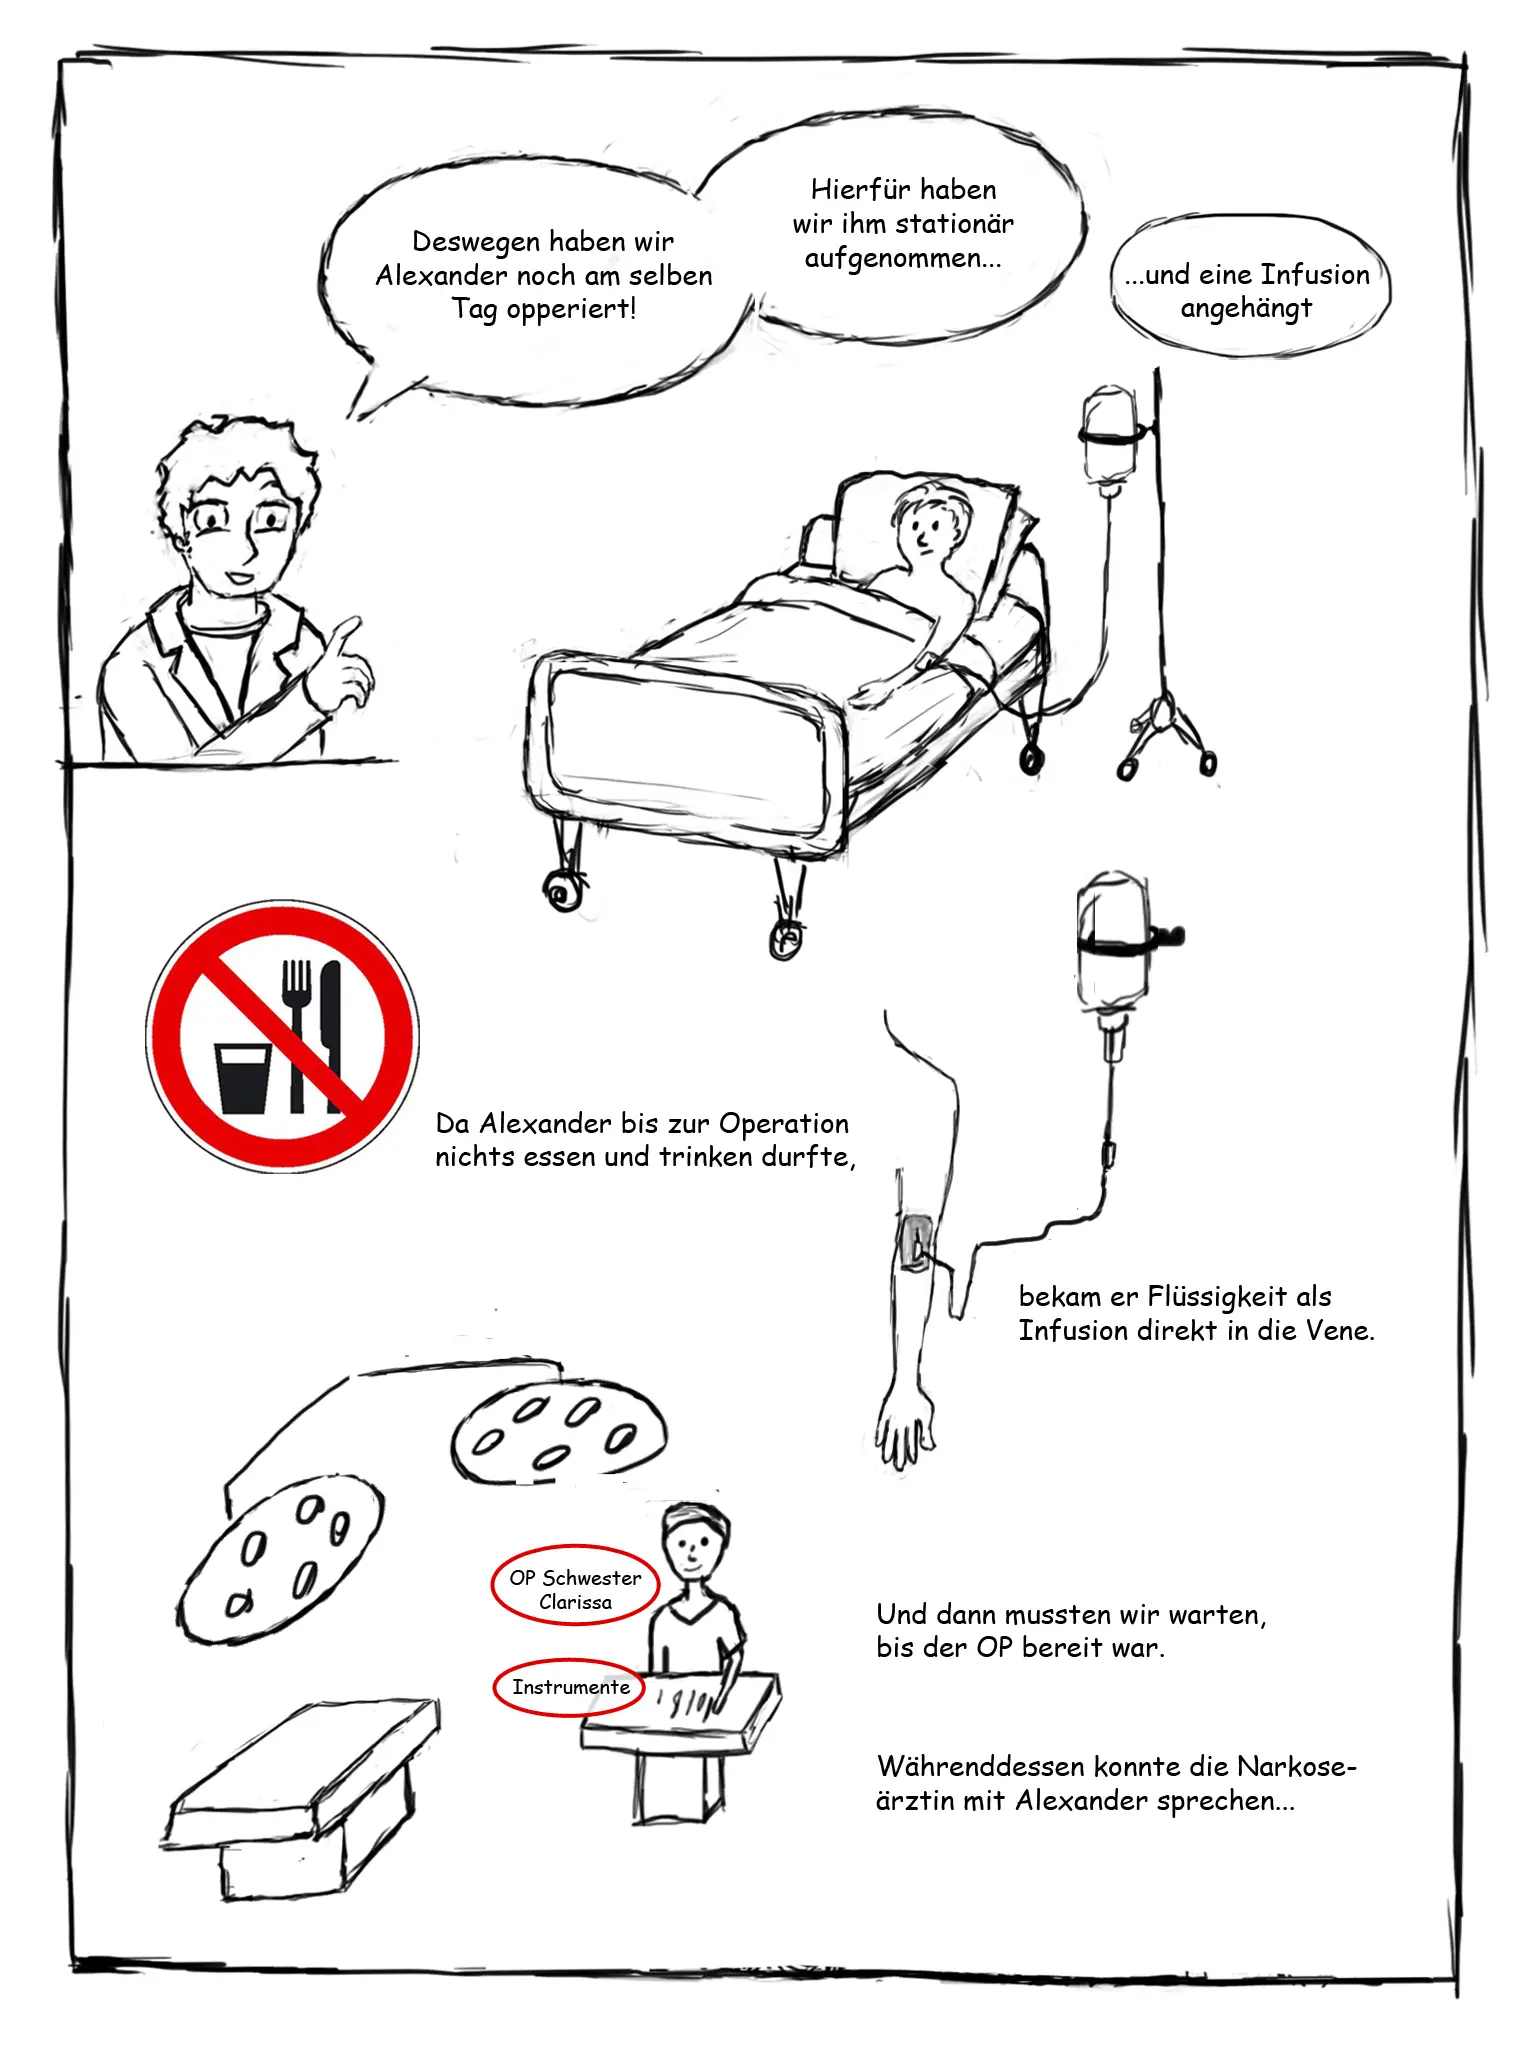 Deswegen haben wir
Alexander noch am selben
Tag opperiert!
Hierfür haben
wir ihm stationär
aufgenommen...
...und eine Infusion
angehängt
Da Alexander bis zur Operation
nichts essen und trinken durfte,
bekam er Flüssigkeit als
Infusion direkt in die Vene.
OP Schwester
Clarissa
Instrumente
Und dann mussten wir warten,
bis der OP bereit war.
Währenddessen konnte die Narkose-
ärztin mit Alexander sprechen...